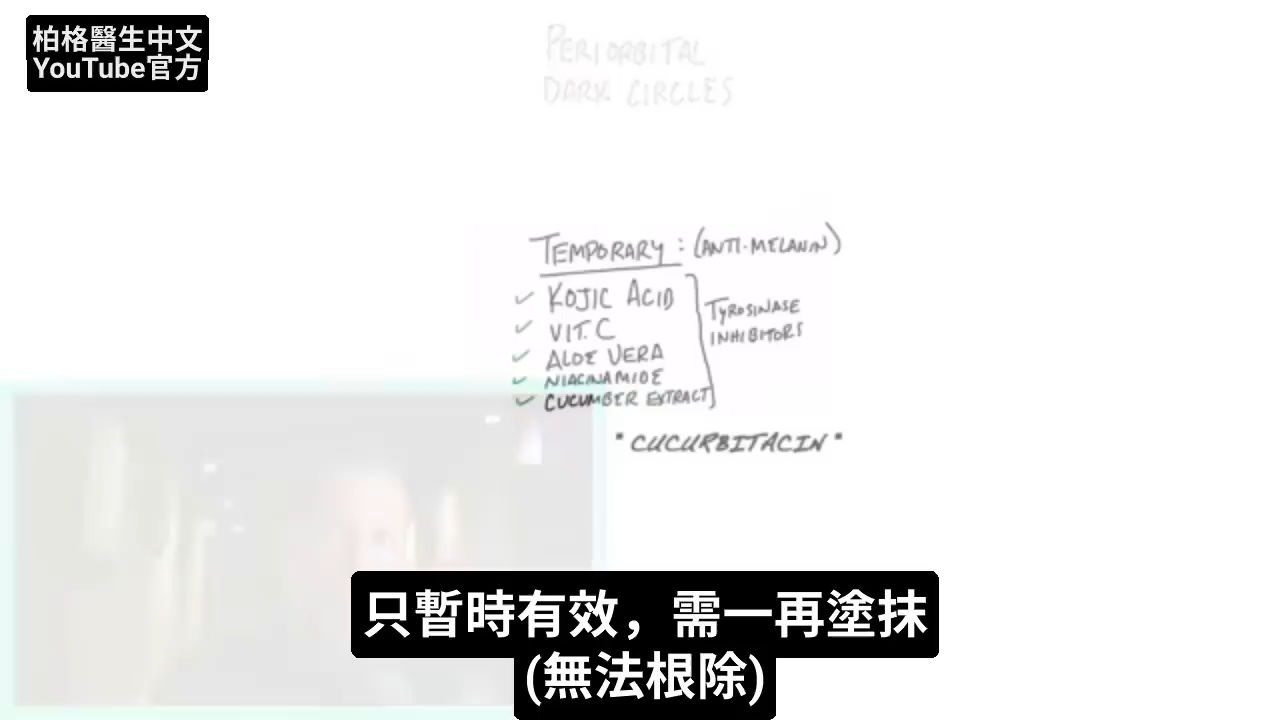 柏格醫生中文
YouTube官方
PERIORBITAL
DARK CIRCLES
TEMPORARY: (ANTI-MELANIN)
✓ KOJIC ACID
✓ VIT. C
✓ ALOE VERA
✓ NIACINAMIDE
✓ CUCUMBER EXTRACT
TYROSINASE
INHIBITORS
"CUCURBITACIN"
只暫時有效，需一再塗抹
(無法根除)